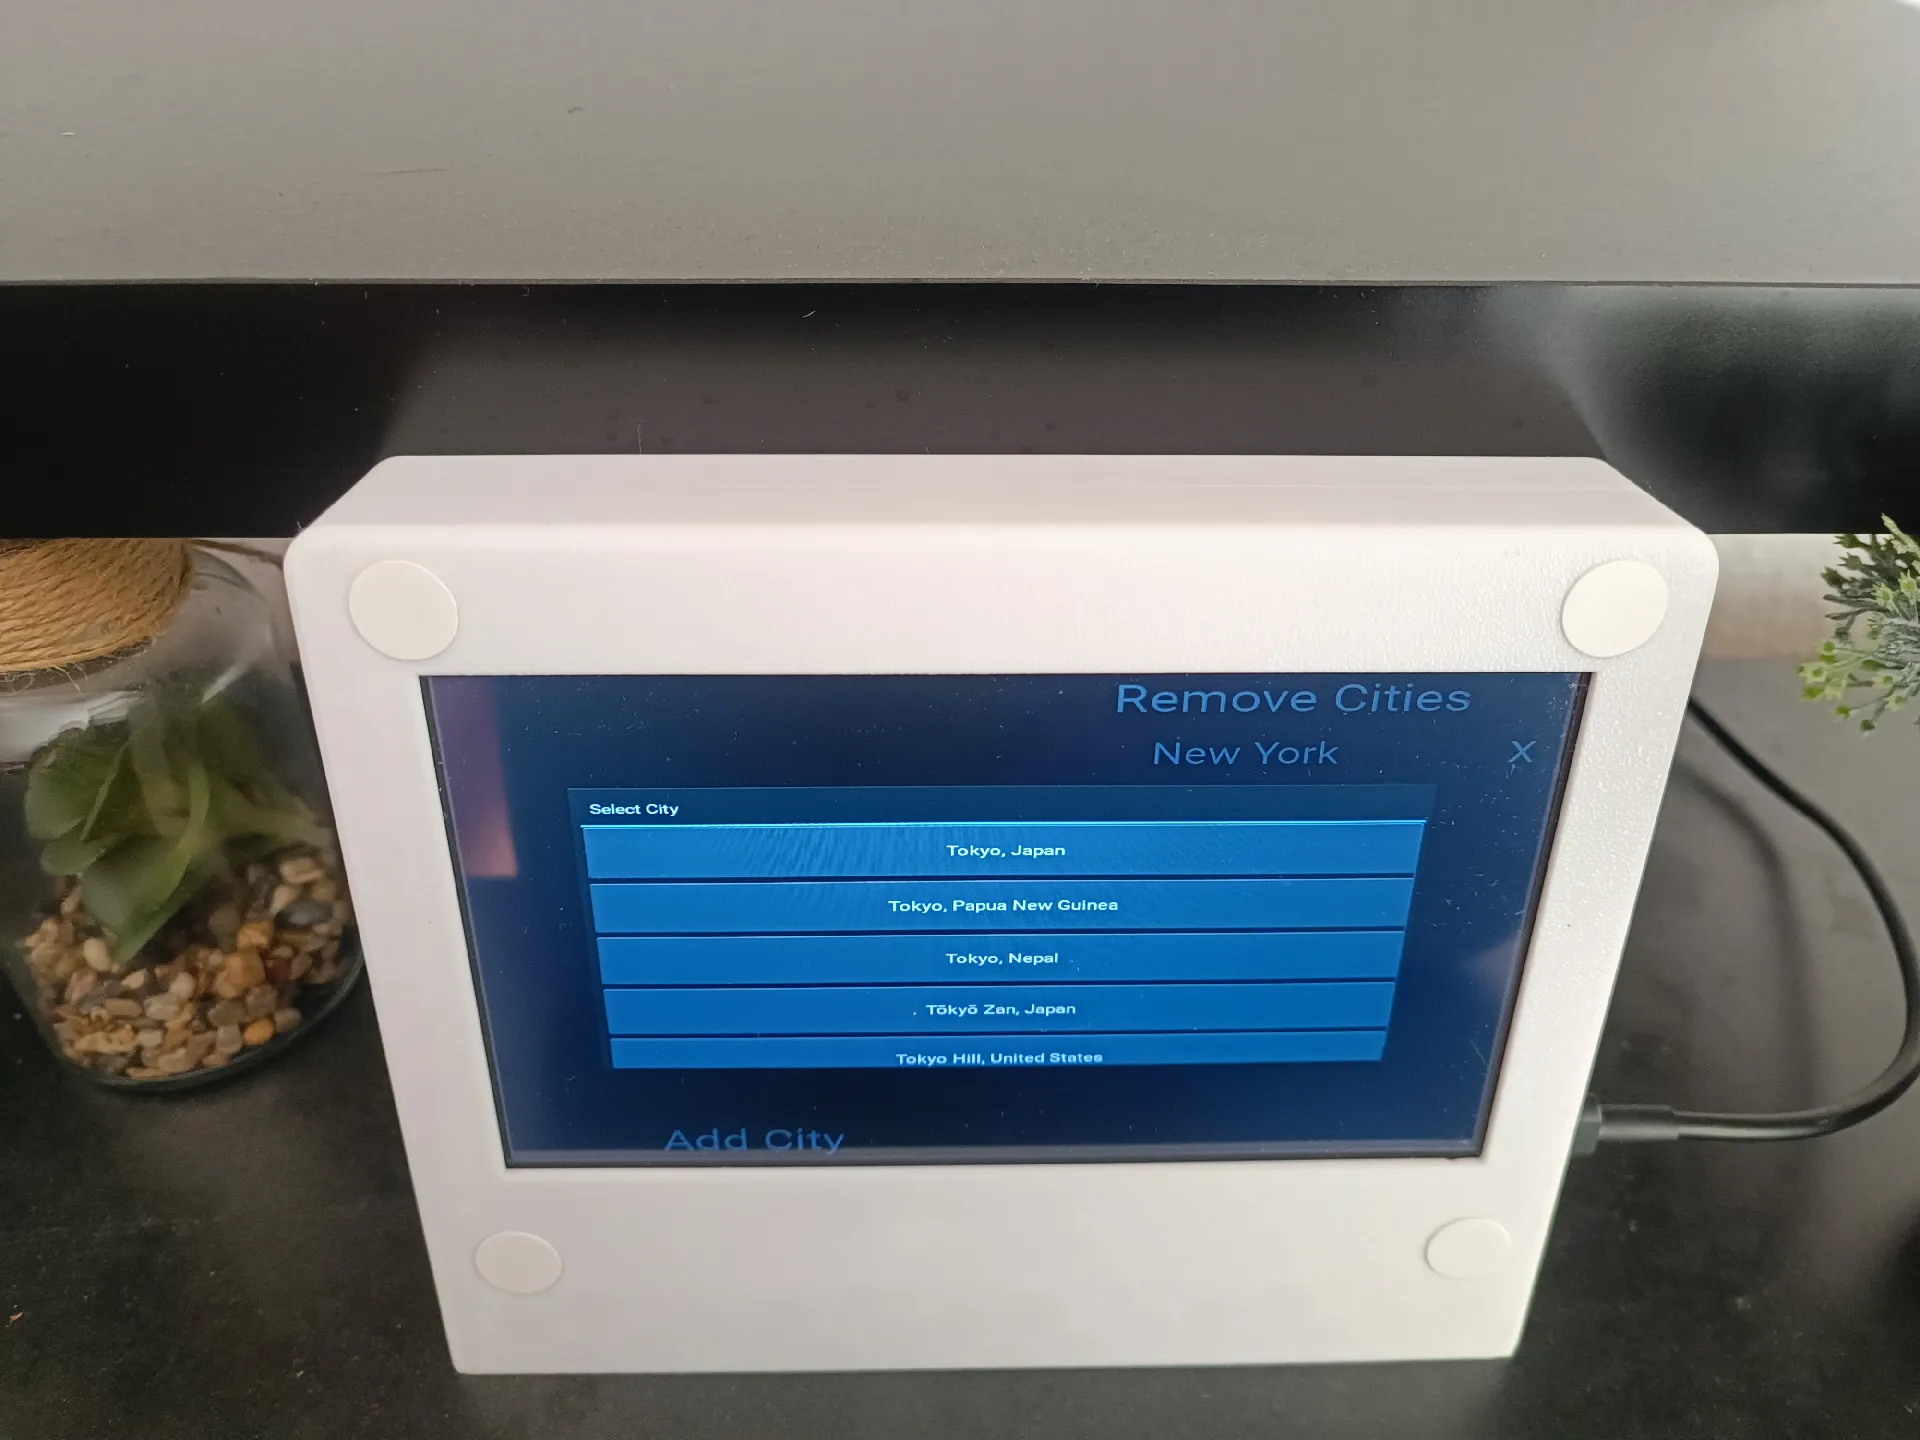 Remove Cities
New York X
Select City
Tokyo, Japan
Tokyo, Papua New Guinea
Tokyo, Nepal
Tōkyō Zan, Japan
Tokyo Hill, United States
Add City